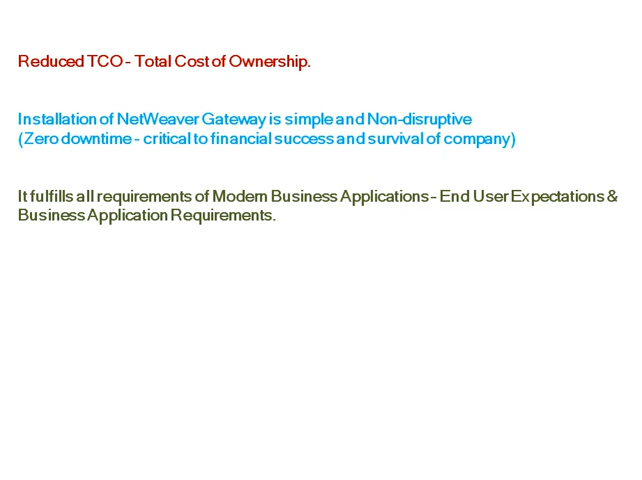 Reduced TCO - Total Cost of Ownership.
Installation of NetWeaver Gateway is simple and Non-disruptive
(Zero downtime - critical to financial success and survival of company)
It fulfills all requirements of Modern Business Applications – End User Expectations &
Business Application Requirements.